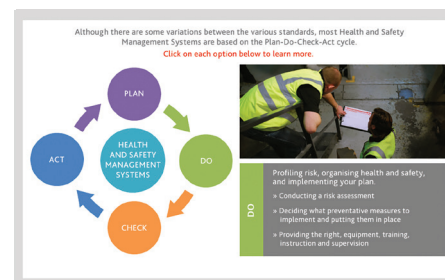 Although there are some variations between the various standards, most Health and Safety
Management Systems are based on the Plan-Do-Check-Act cycle.
Click on each option below to learn more.
PLAN
ACT
HEALTH
AND SAFETY
MANAGEMENT
SYSTEMS
DO
CHECK
DO
Profiling risk, organising health and safety,
and implementing your plan.
» Conducting a risk assessment
» Deciding what preventative measures to
implement and putting them in place
» Providing the right, equipment, training,
instruction and supervision